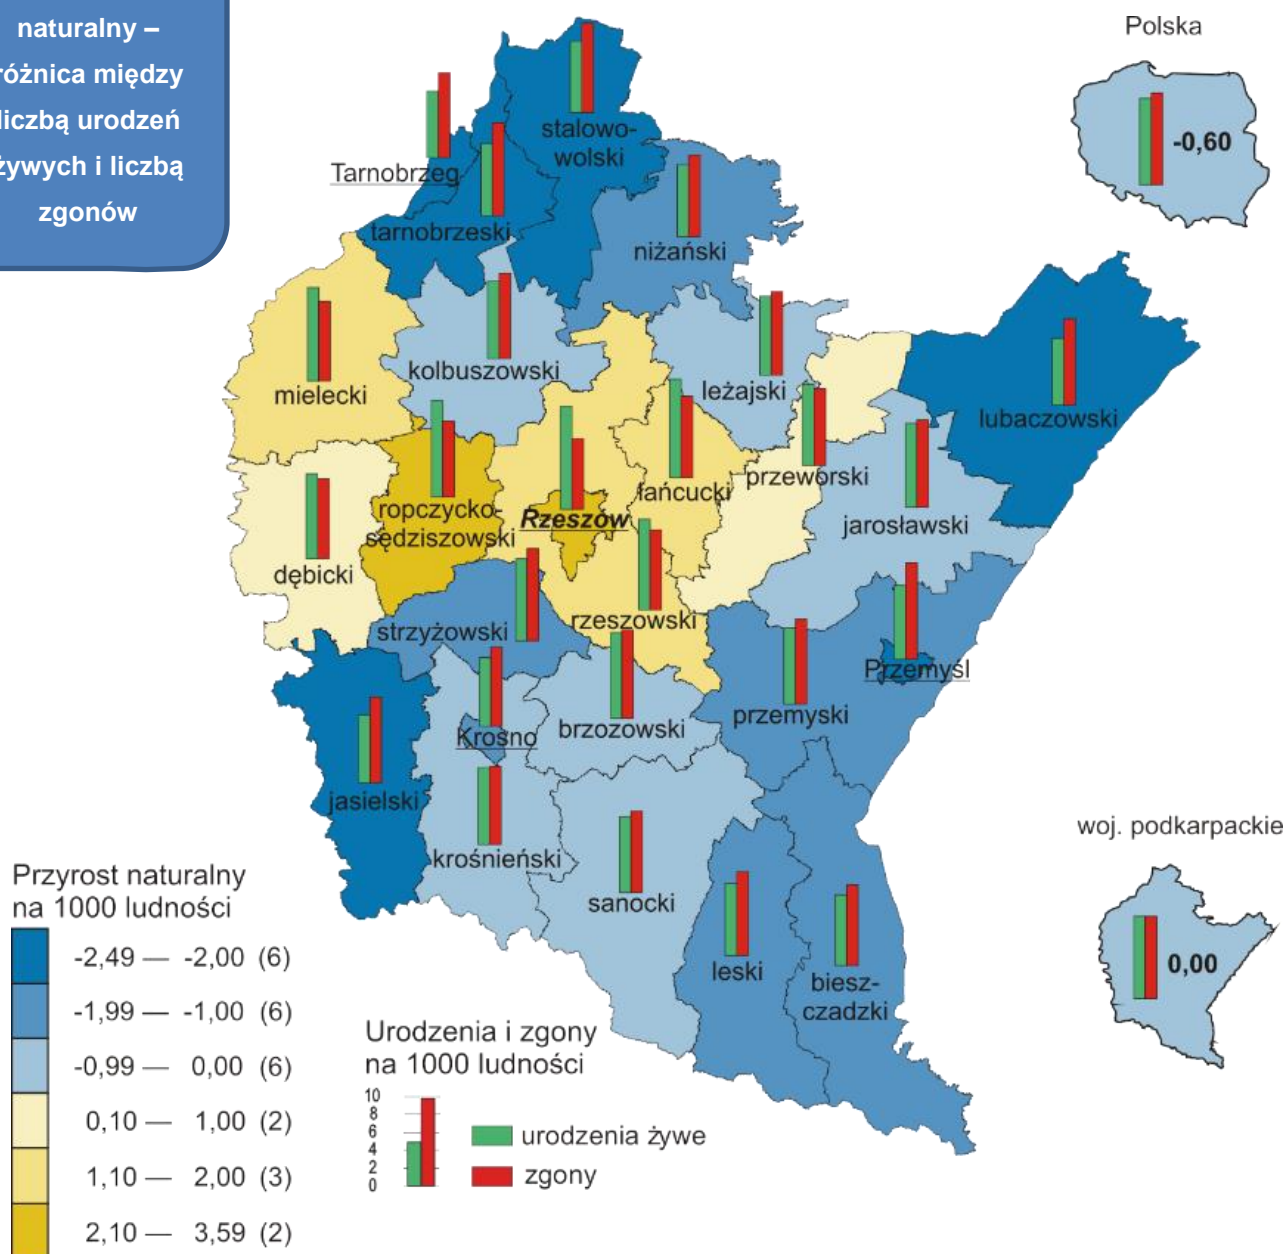 naturalny –
różnica między
liczbą urodzeń
żywych i liczbą
zgonów
Polska
-0,60
stalowo-
wolski
Tarnobrzeg
tarnobrzeski
niżański
kolbuszowski
leżajski
mielecki
lubaczowski
przeworski
łańcucki
ropczycko-
sędziszowski
Rzeszów
jarosławski
dębicki
rzeszowski
strzyżowski
Przemyśl
przemyski
brzozowski
Krosno
jasielski
krośnieński
sanocki
leski
biesz-
czadzki
woj. podkarpackie
0,00
Przyrost naturalny
na 1000 ludności
-2,49 — -2,00 (6)
-1,99 — -1,00 (6)
-0,99 — 0,00 (6)
0,10 — 1,00 (2)
1,10 — 2,00 (3)
2,10 — 3,59 (2)
Urodzenia i zgony
na 1000 ludności
10
8
6
4
2
0
urodzenia żywe
zgony